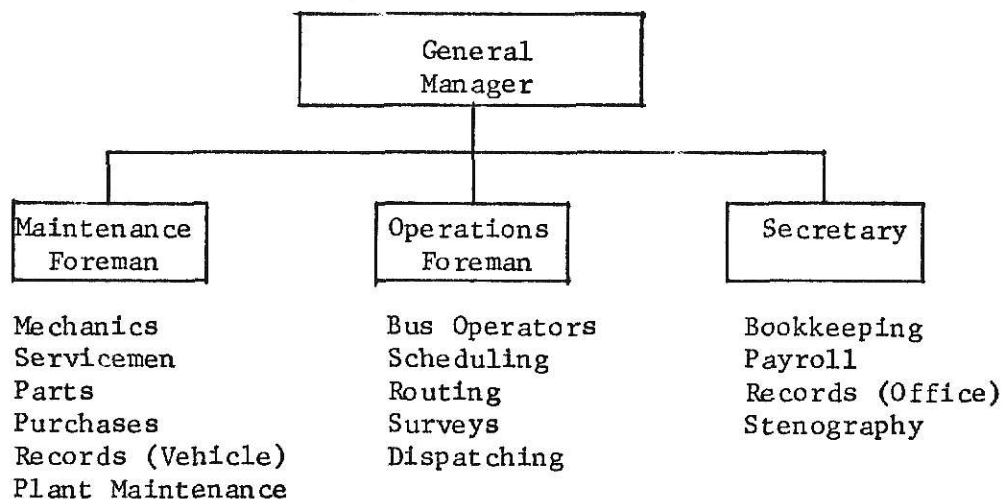 General
Manager
Maintenance
Foreman
Operations
Foreman
Secretary
Mechanics
Servicemen
Parts
Purchases
Records (Vehicle)
Plant Maintenance
Bus Operators
Scheduling
Routing
Surveys
Dispatching
Bookkeeping
Payroll
Records (Office)
Stenography